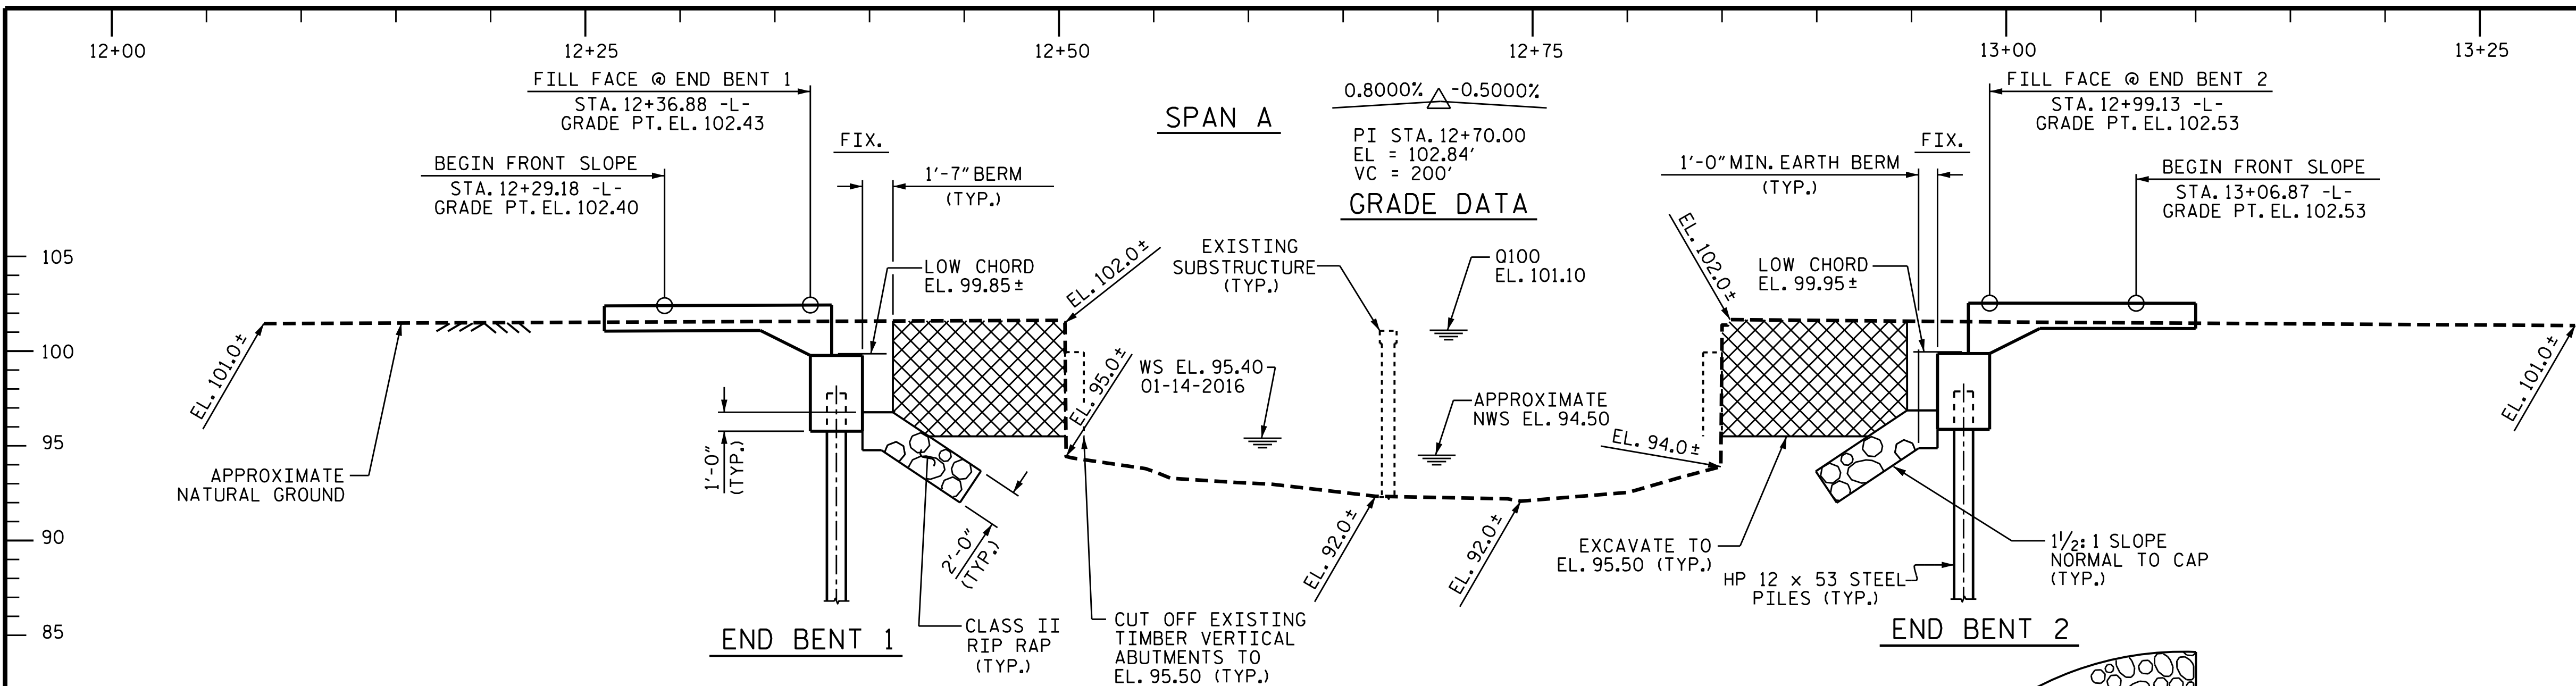 12+00
12+25
12+50
12+75
13+00
13+25
FILL FACE @ END BENT 1
STA. 12+36.88 -L-
GRADE PT. EL. 102.43
BEGIN FRONT SLOPE
STA. 12+29.18 -L-
GRADE PT. EL. 102.40
FIX.
1'-7" BERM
(TYP.)
SPAN A
0.8000% -0.5000%
PI STA. 12+70.00
EL = 102.84'
VC = 200'
GRADE DATA
FILL FACE @ END BENT 2
STA. 12+99.13 -L-
GRADE PT. EL. 102.53
FIX.
1'-0" MIN. EARTH BERM
(TYP.)
BEGIN FRONT SLOPE
STA. 13+06.87 -L-
GRADE PT. EL. 102.53
105
100
95
90
85
LOW CHORD
EL. 99.85±
EL. 102.0±
EXISTING
SUBSTRUCTURE
(TYP.)
Q100
EL. 101.10
EL. 102.0±
LOW CHORD
EL. 99.95±
EL. 101.0±
EL. 95.0±
WS EL. 95.40
01-14-2016
APPROXIMATE
NWS EL. 94.50
EL. 94.0±
EL. 101.0±
APPROXIMATE
NATURAL GROUND
1'-0"
(TYP.)
2'-0"
(TYP.)
EL. 92.0±
EL. 92.0±
EXCAVATE TO
EL. 95.50 (TYP.)
HP 12 x 53 STEEL
PILES (TYP.)
1 1/2:1 SLOPE
NORMAL TO CAP
(TYP.)
CLASS II
RIP RAP
(TYP.)
CUT OFF EXISTING
TIMBER VERTICAL
ABUTMENTS TO
EL. 95.50 (TYP.)
END BENT 1
END BENT 2